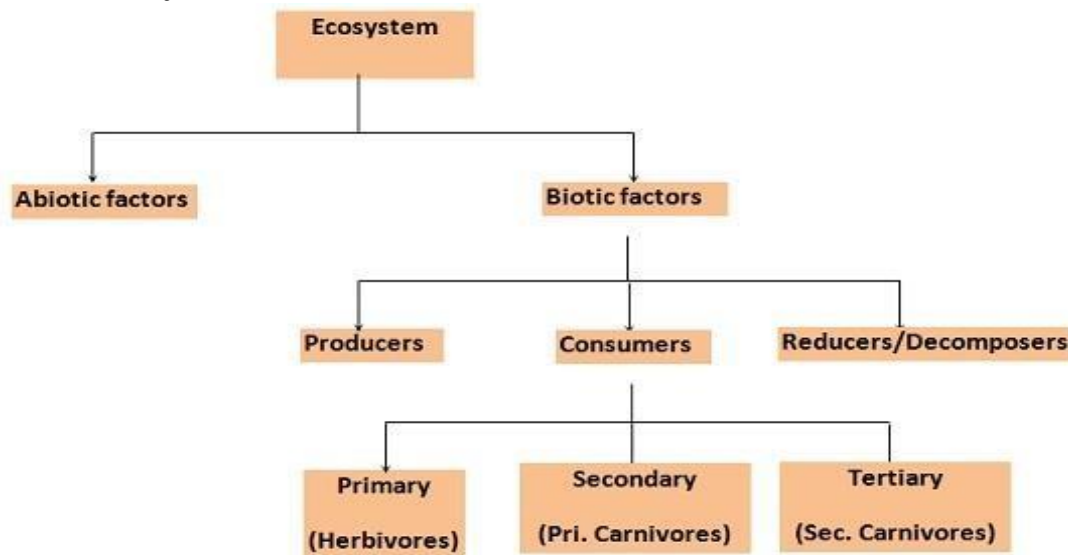 Ecosystem
Abiotic factors
Biotic factors
Producers
Consumers
Reducers/Decomposers
Primary
(Herbivores)
Secondary
(Pri. Carnivores)
Tertiary
(Sec. Carnivores)